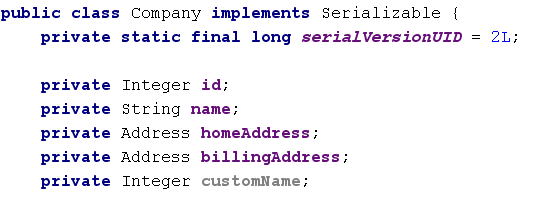 public class Company implements Serializable {
    private static final long serialVersionUID = 2L;
    private Integer id;
    private String name;
    private Address homeAddress;
    private Address billingAddress;
    private Integer customName;